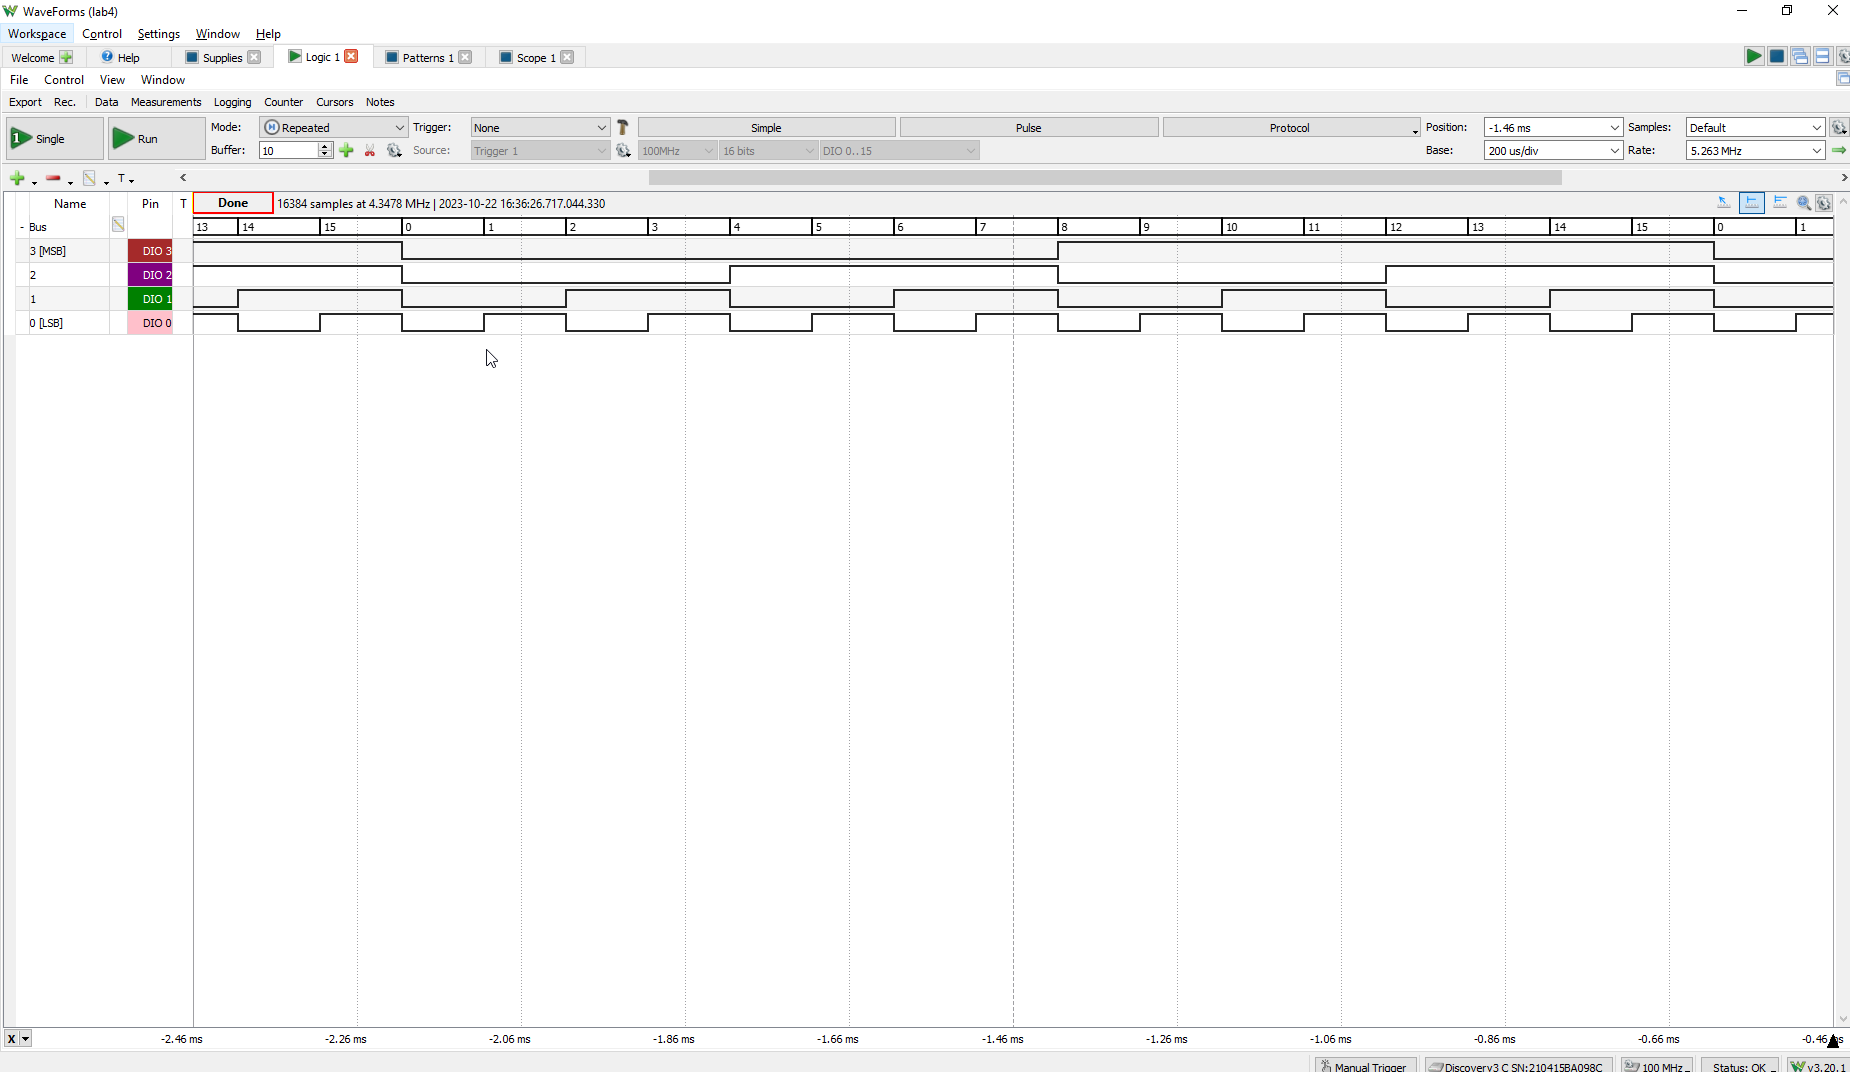 WaveForms (lab4)
Workspace Control Settings Window Help
Welcome Help Supplies Logic 1 Patterns 1 Scope 1
File Control View Window
Export Rec. Data Measurements Logging Counter Cursors Notes
Single Run Mode: Repeated Trigger: None Simple Pulse Protocol Position: -1.46 ms Samples: Default
Buffer: 10 Source: Trigger 1 100MHz 16 bits DIO 0..15 Base: 200 us/div Rate: 5.263 MHz
T
Name Pin T Done 16384 samples at 4.3478 MHz | 2023-10-22 16:36:26.717.044.330
- Bus 13 14 15 0 1 2 3 4 5 6 7 8 9 10 11 12 13 14 15 0 1
3 [MSB] DIO 3
2 DIO 2
1 DIO 1
0 [LSB] DIO 0
X -2.46 ms -2.26 ms -2.06 ms -1.86 ms -1.66 ms -1.46 ms -1.26 ms -1.06 ms -0.86 ms -0.66 ms -0.46
Manual Trigger Discovery3 C SN:210415BA098C 100 MHz Status: OK v3.20.1